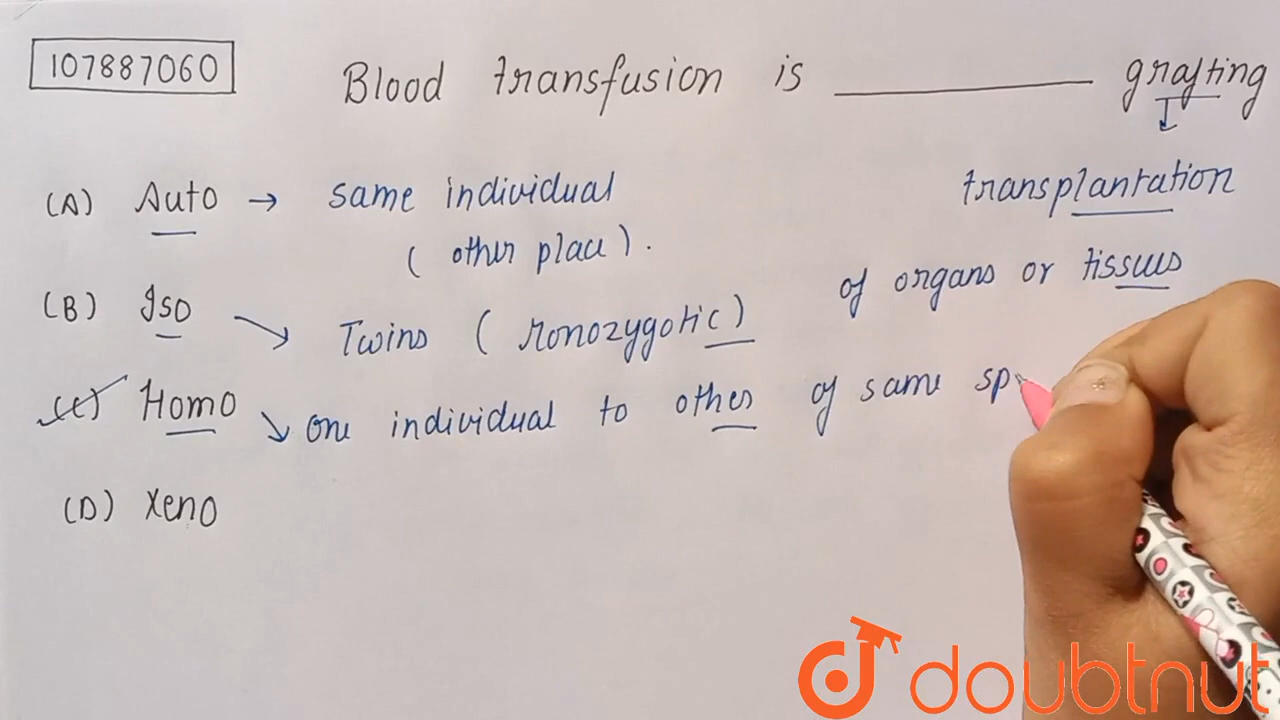 107887060
Blood transfusion is __________ grafting
transplantation
of organs or tissues
(A) Auto → same individual
( other place ).
(B) Iso ↘ Twins ( Monozygotic )
(C) Homo ↘ one individual to other of same sp
(D) Xeno
doubtnut